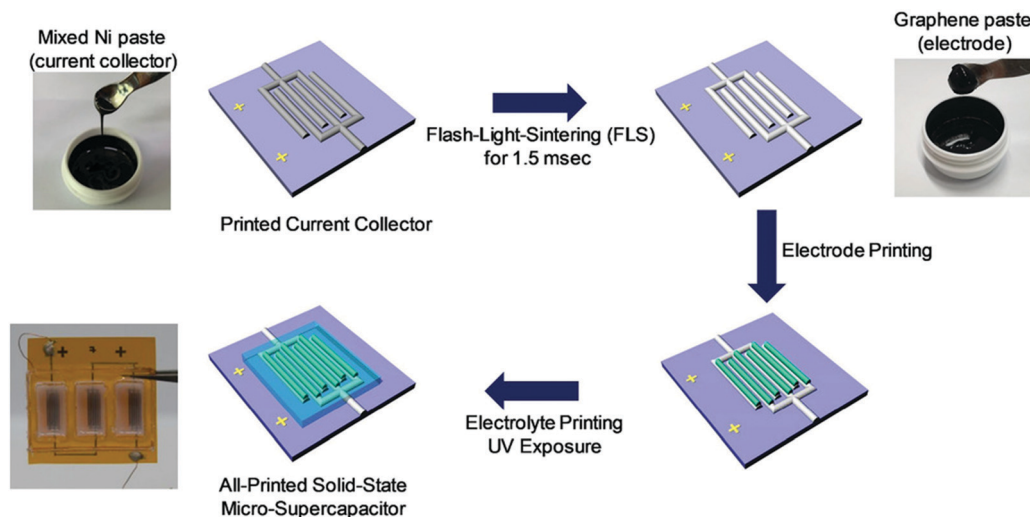 Mixed Ni paste
(current collector)
Flash-Light-Sintering (FLS)
for 1.5 msec
Graphene paste
(electrode)
Printed Current Collector
Electrode Printing
Electrolyte Printing
UV Exposure
All-Printed Solid-State
Micro-Supercapacitor